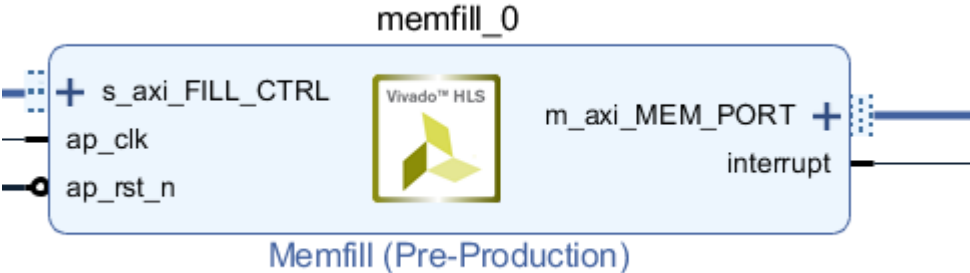 memfill_0
s_axi_FILL_CTRL
ap_clk
ap_rst_n
Vivado™ HLS
m_axi_MEM_PORT
interrupt
Memfill (Pre-Production)